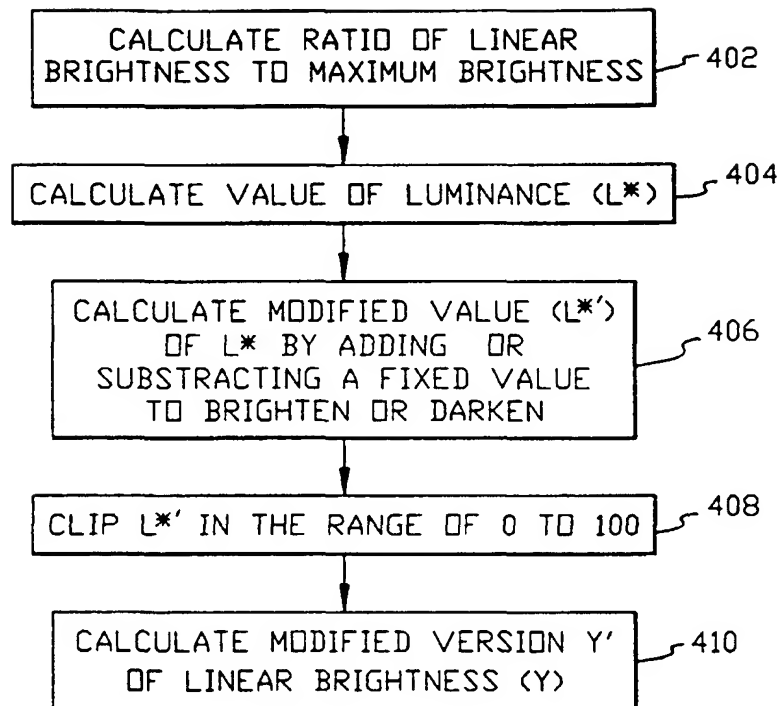 CALCULATE RATIO OF LINEAR
BRIGHTNESS TO MAXIMUM BRIGHTNESS
402
CALCULATE VALUE OF LUMINANCE (L*)
404
CALCULATE MODIFIED VALUE (L*')
OF L* BY ADDING OR
SUBSTRACTING A FIXED VALUE
TO BRIGHTEN OR DARKEN
406
CLIP L*' IN THE RANGE OF 0 TO 100
408
CALCULATE MODIFIED VERSION Y'
OF LINEAR BRIGHTNESS (Y)
410